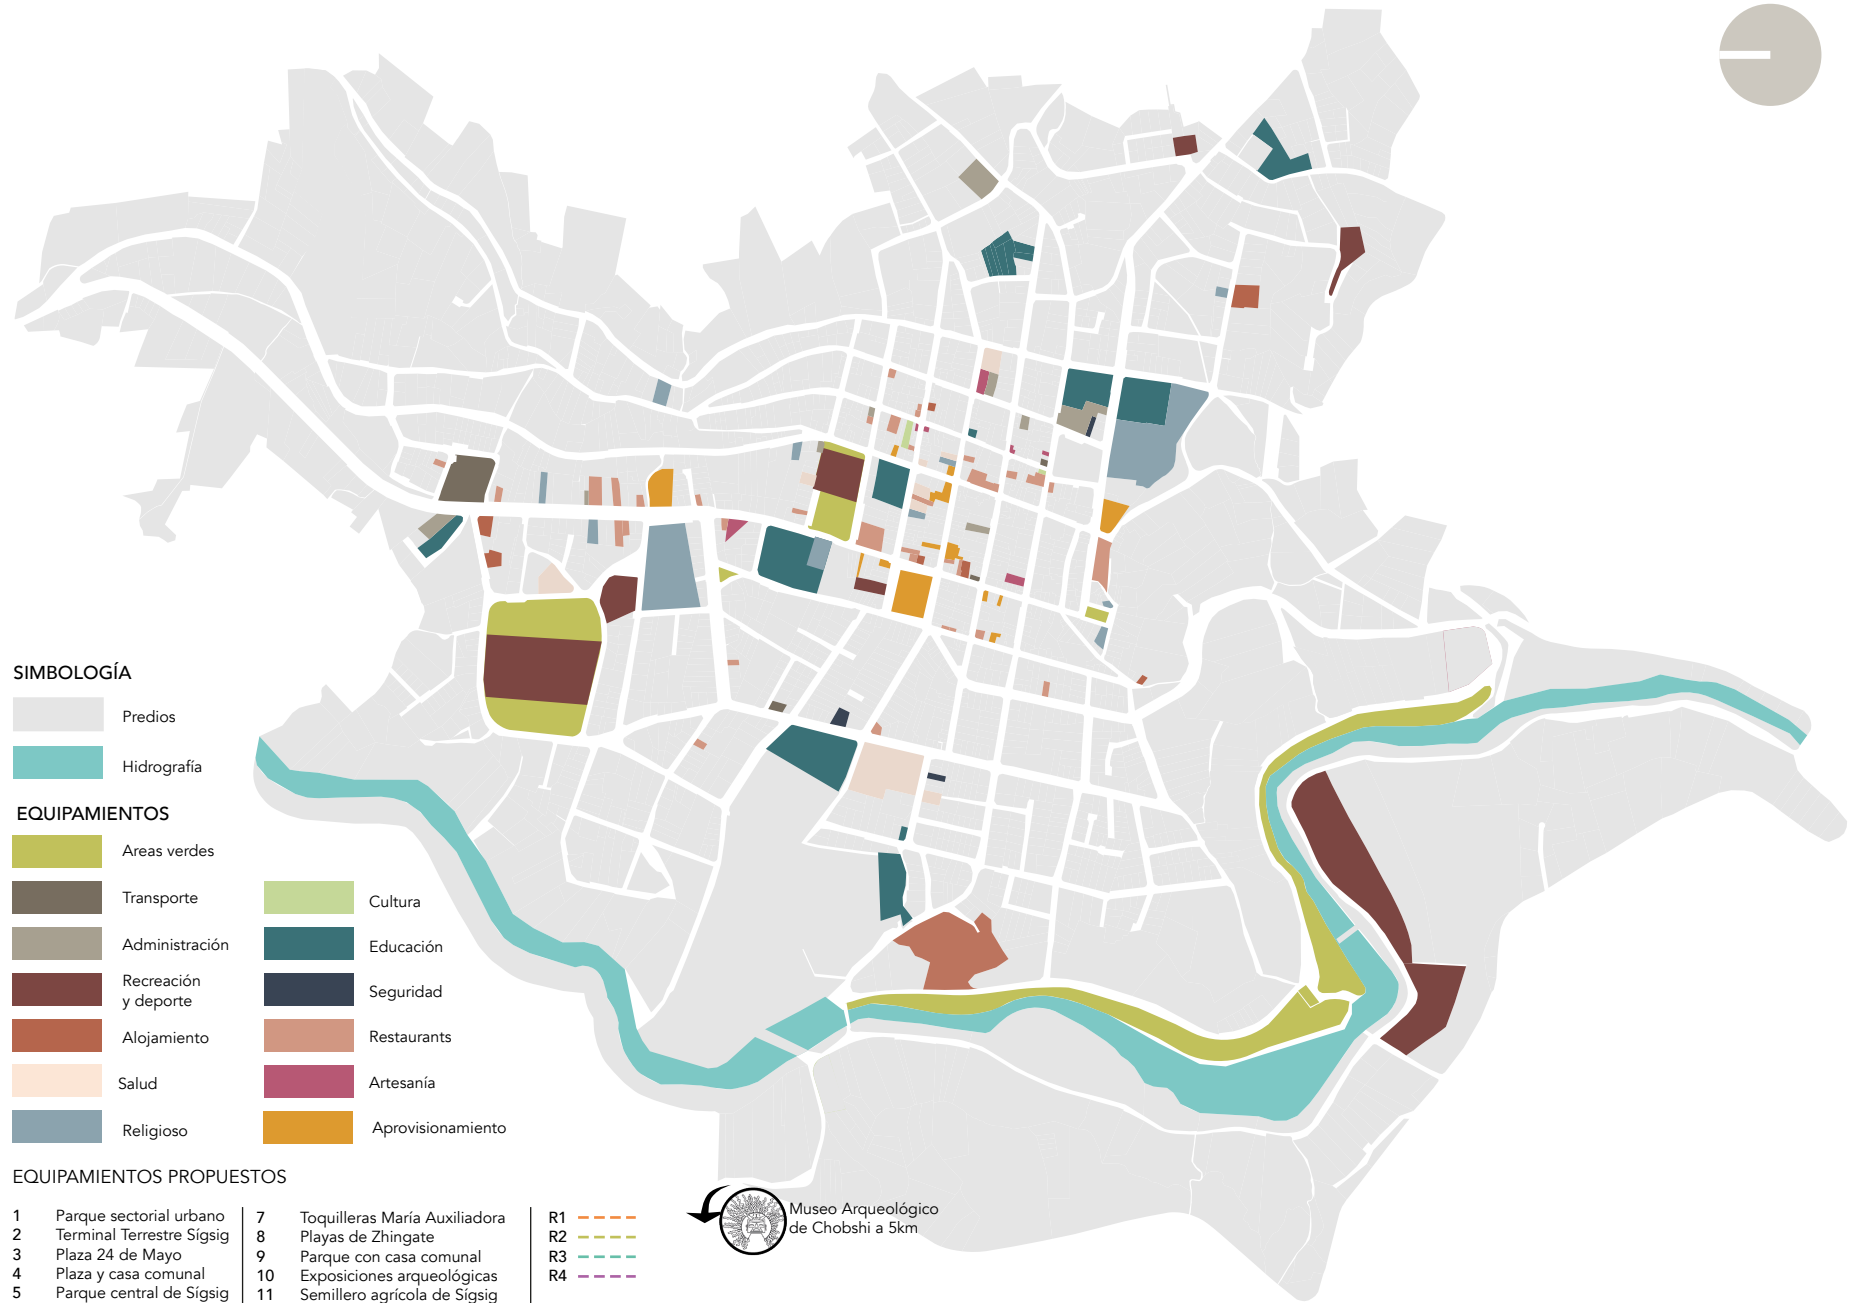 SIMBOLOGÍA
Predios
Hidrografía
EQUIPAMIENTOS
Areas verdes
Transporte
Administración
Recreación
y deporte
Alojamiento
Salud
Religioso
Cultura
Educación
Seguridad
Restaurants
Artesanía
Aprovisionamiento
EQUIPAMIENTOS PROPUESTOS
1 Parque sectorial urbano
2 Terminal Terrestre Sígsig
3 Plaza 24 de Mayo
4 Plaza y casa comunal
5 Parque central de Sígsig
7 Toquilleras María Auxiliadora
8 Playas de Zhingate
9 Parque con casa comunal
10 Exposiciones arqueológicas
11 Semillero agrícola de Sígsig
R1
R2
R3
R4
Museo Arqueológico
de Chobshi a 5km